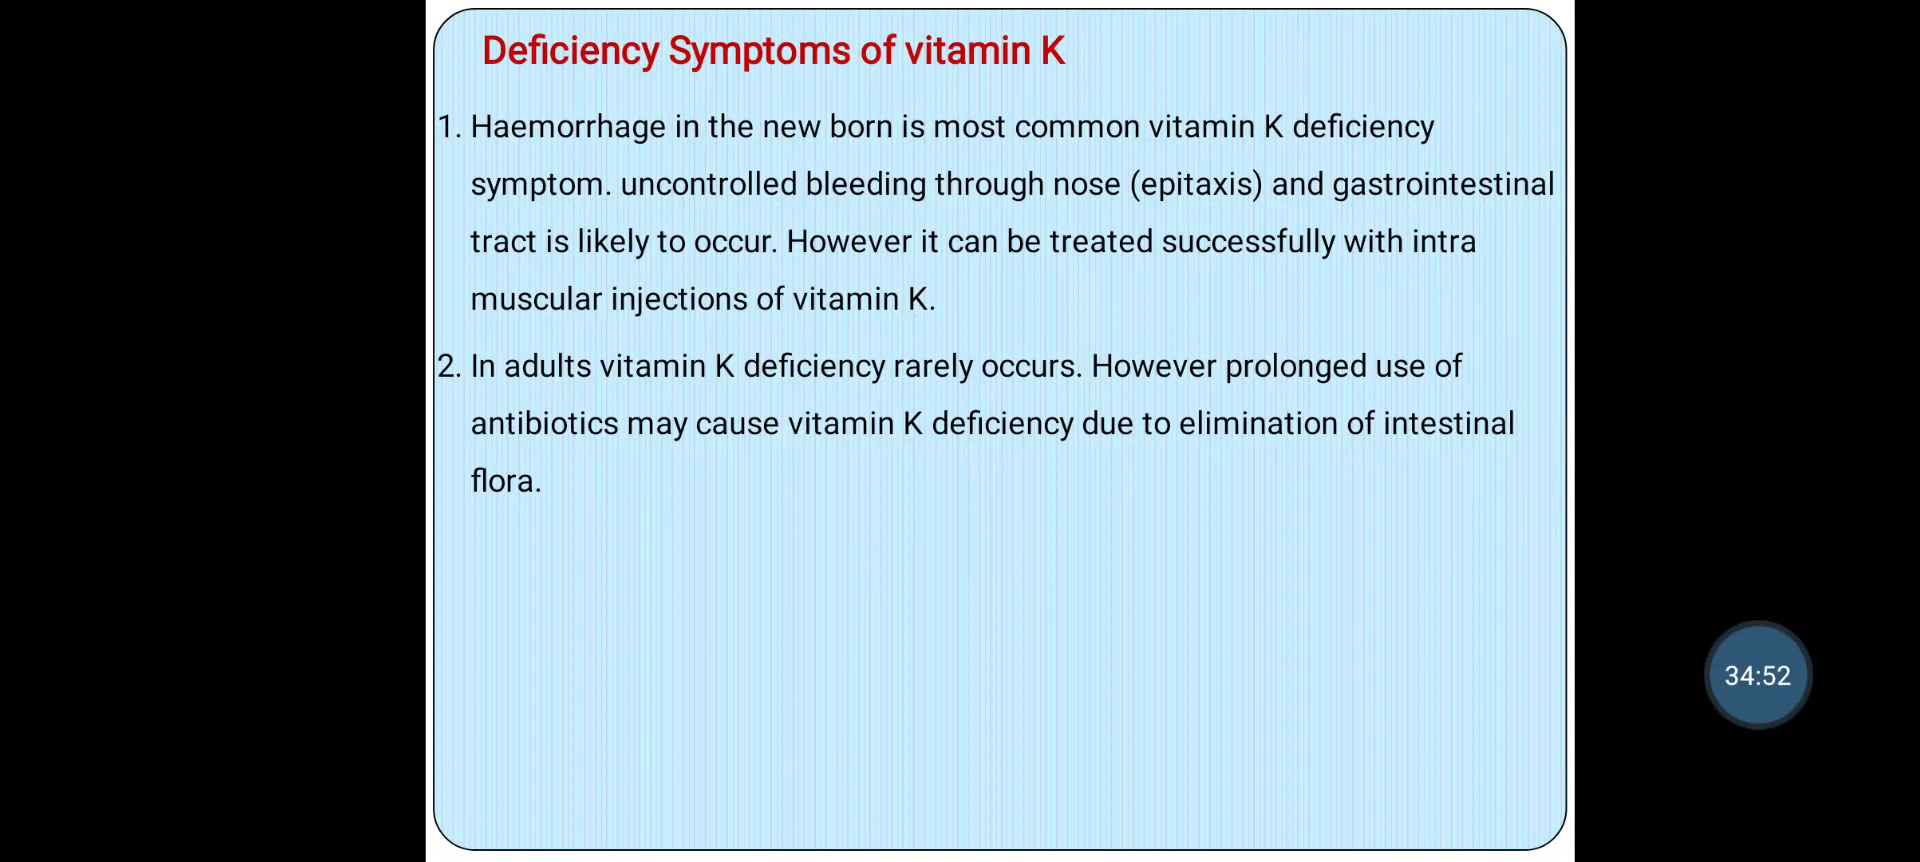 Deficiency Symptoms of vitamin K
1. Haemorrhage in the new born is most common vitamin K deficiency
symptom. uncontrolled bleeding through nose (epitaxis) and gastrointestinal
tract is likely to occur. However it can be treated successfully with intra
muscular injections of vitamin K.
2. In adults vitamin K deficiency rarely occurs. However prolonged use of
antibiotics may cause vitamin K deficiency due to elimination of intestinal
flora.
34:52